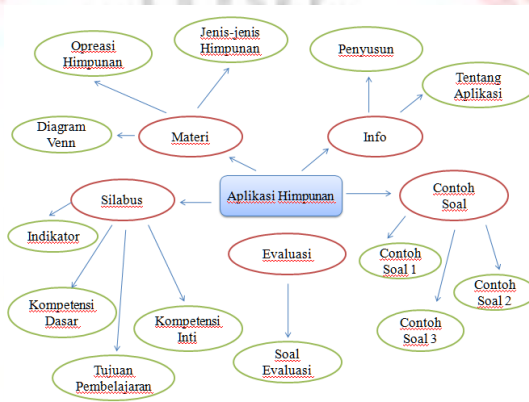 Opreasi
Himpunan
Jenis-jenis
Himpunan
Penyusun
Tentang
Aplikasi
Diagram
Venn
Materi
Info
Silabus
Aplikasi Himpunan
Contoh
Soal
Indikator
Evaluasi
Contoh
Soal 1
Contoh
Soal 2
Kompetensi
Dasar
Kompetensi
Inti
Contoh
Soal 3
Tujuan
Pembelajaran
Soal
Evaluasi